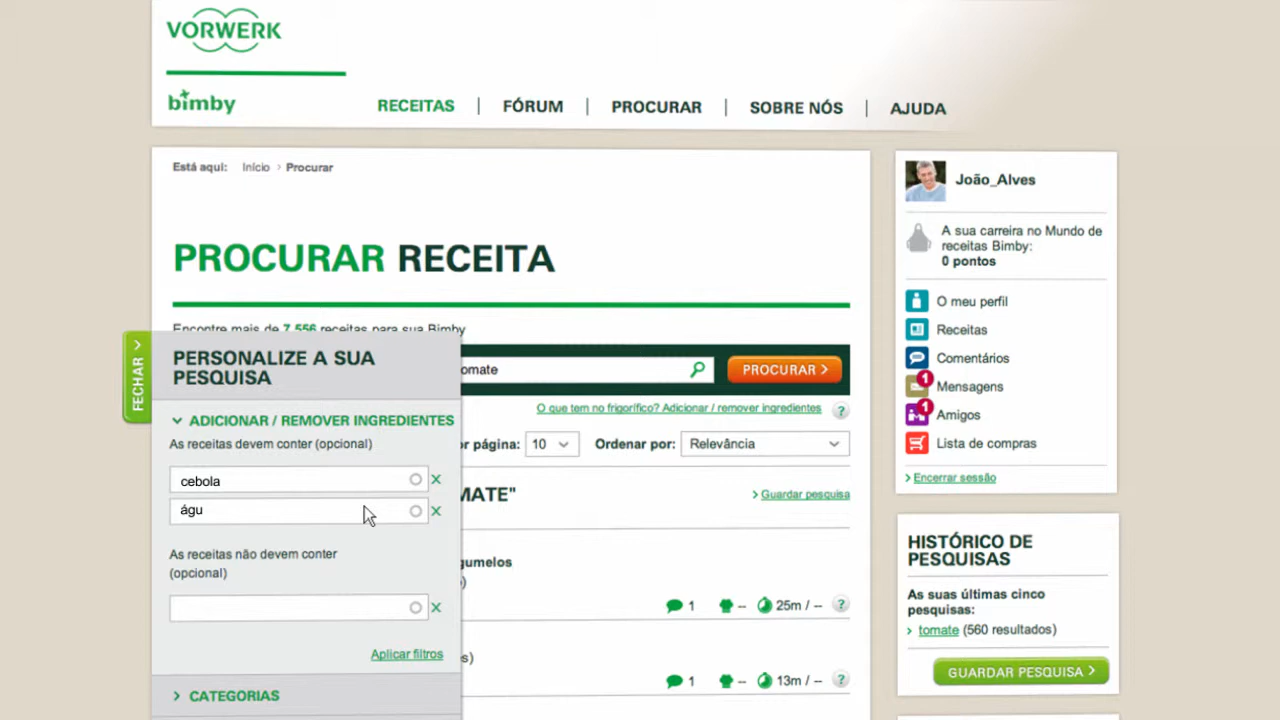 VORWERK
bimby
RECEITAS | FÓRUM | PROCURAR | SOBRE NÓS | AJUDA
Está aqui: Início › Procurar
PROCURAR RECEITA
Encontre mais de 7.556 receitas para sua Bimby
FECHAR
PERSONALIZE A SUA
PESQUISA
omate
PROCURAR
O que tem no frigorífico? Adicionar / remover ingredientes ?
ADICIONAR / REMOVER INGREDIENTES
As receitas devem conter (opcional)
or página: 10 Ordenar por: Relevância
cebola
águ
MATE"
Guardar pesquisa
As receitas não devem conter
(opcional)
gumelos
)
1 -- 25m / -- ?
Aplicar filtros
s)
1 -- 13m / -- ?
CATEGORIAS
João_Alves
A sua carreira no Mundo de
receitas Bimby:
0 pontos
O meu perfil
Receitas
Comentários
1 Mensagens
1 Amigos
Lista de compras
Encerrar sessão
HISTÓRICO DE
PESQUISAS
As suas últimas cinco
pesquisas:
tomate (560 resultados)
GUARDAR PESQUISA